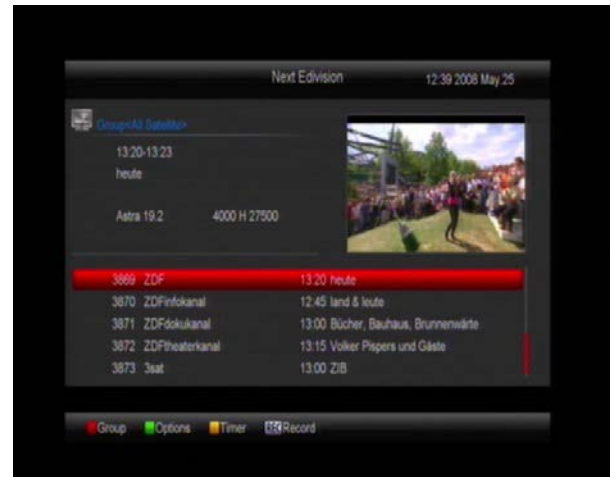 Next Edivision 12:39 2008 May.25
Group<All Satellite>
13:20-13:23
heute
Astra 19.2 4000 H 27500
3869 ZDF 13:20 heute
3870 ZDFinfokanal 12:45 land & leute
3871 ZDFdokukanal 13:00 Bücher, Bauhaus, Brunnenwärte
3872 ZDFtheaterkanal 13:15 Volker Pispers und Gäste
3873 3sat 13:00 ZIB
Group Options Timer REC Record